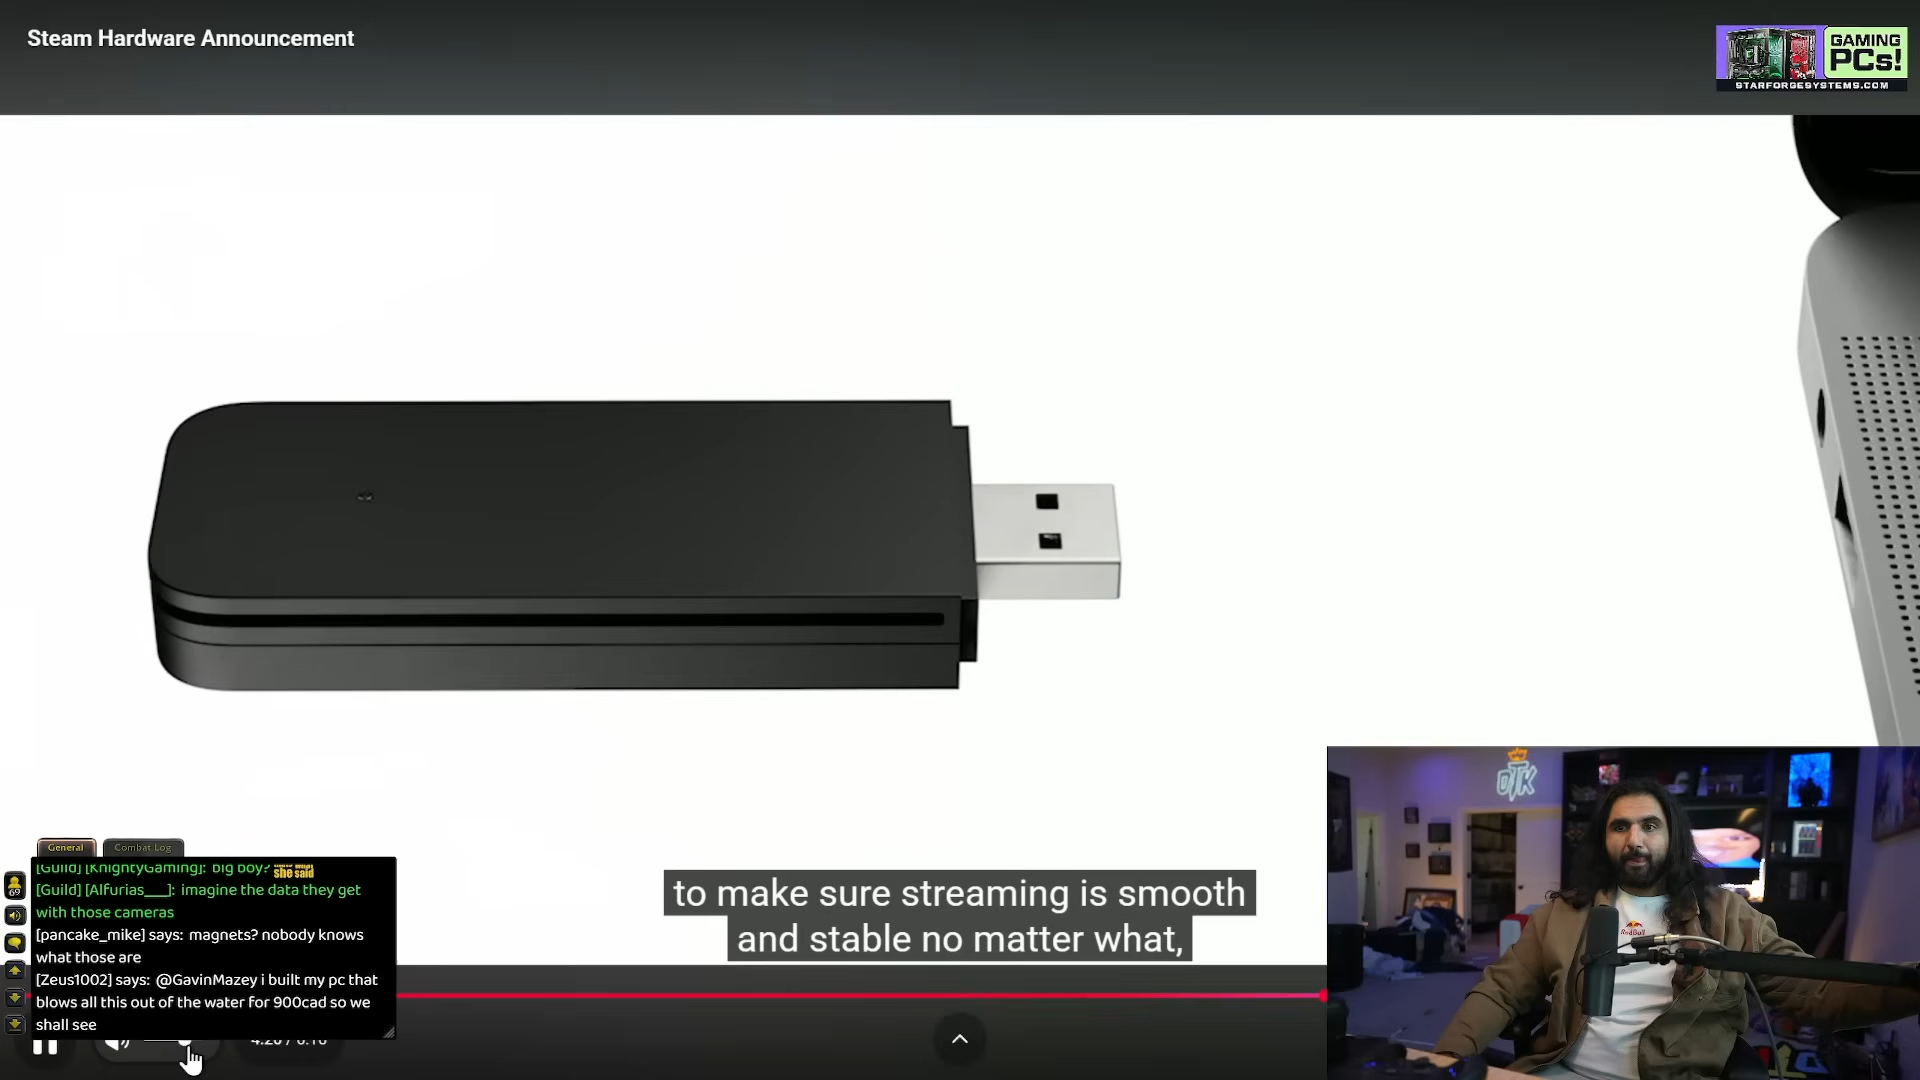 Steam Hardware Announcement
GAMING
PCs!
STARFORGESYSTEMS.COM
OTK
RedBull
to make sure streaming is smooth
and stable no matter what,
General
Combat Log
[Guild] [KnightyGaming]: big boy?
she said
[Guild] [Alfurias___]: imagine the data they get
with those cameras
[pancake_mike] says: magnets? nobody knows
what those are
[Zeus1002] says: @GavinMazey i built my pc that
blows all this out of the water for 900cad so we
shall see
69